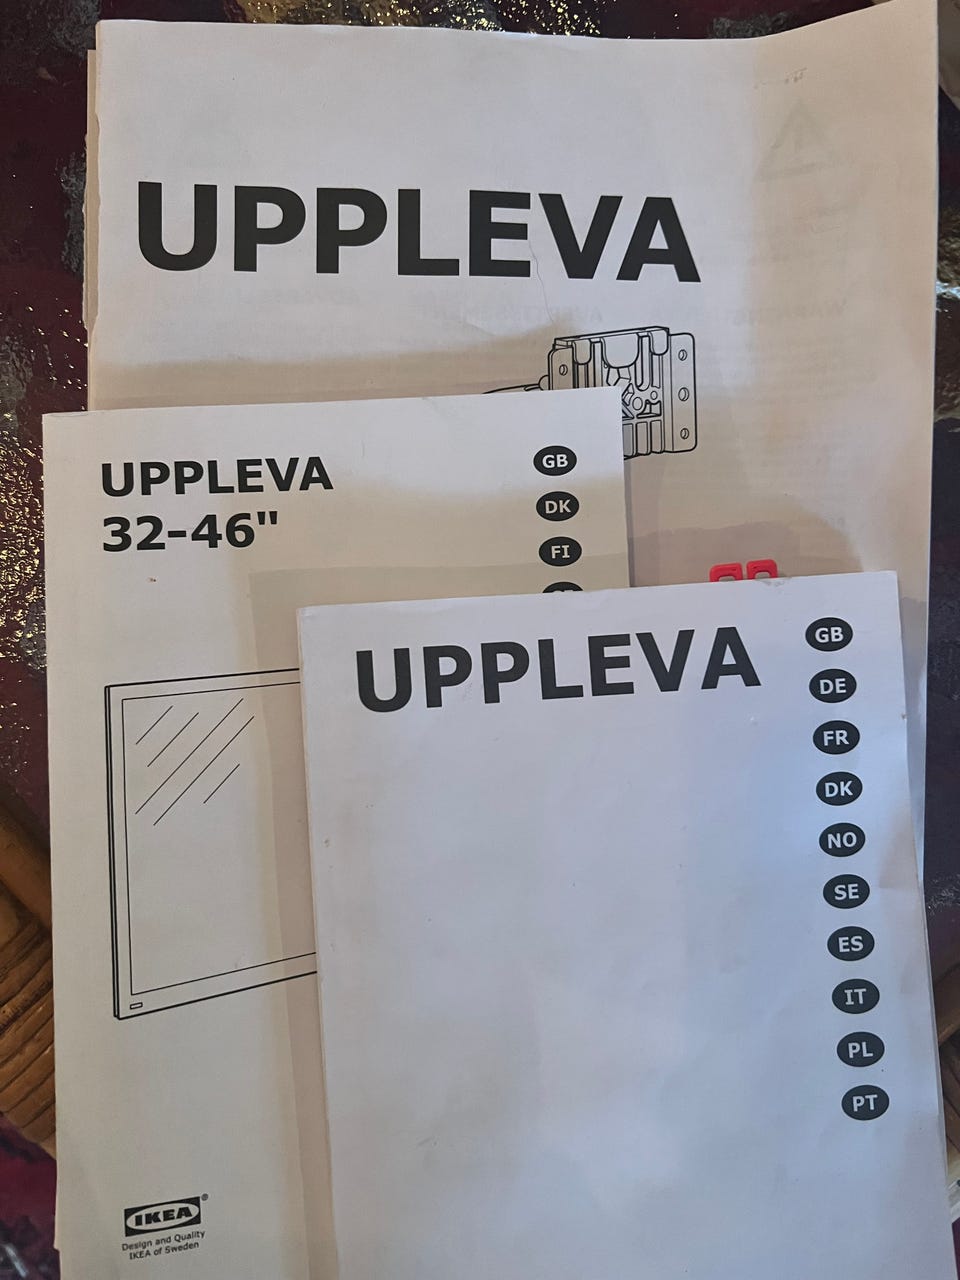 UPPLEVA
UPPLEVA
32-46"
GB
DK
FI
UPPLEVA
GB
DE
FR
DK
NO
SE
ES
IT
PL
PT
IKEA®
Design and Quality
IKEA of Sweden